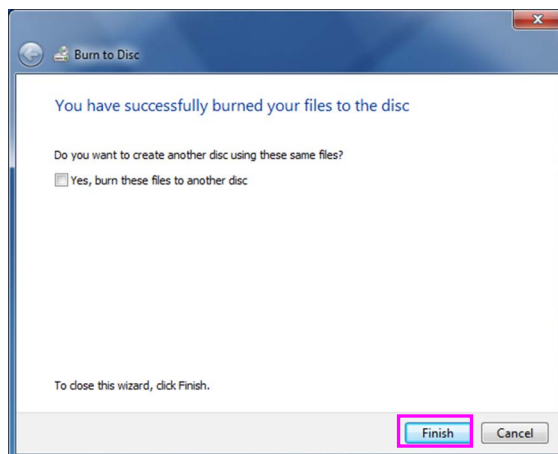 Burn to Disc
You have successfully burned your files to the disc
Do you want to create another disc using these same files?
Yes, burn these files to another disc
To close this wizard, click Finish.
Finish Cancel